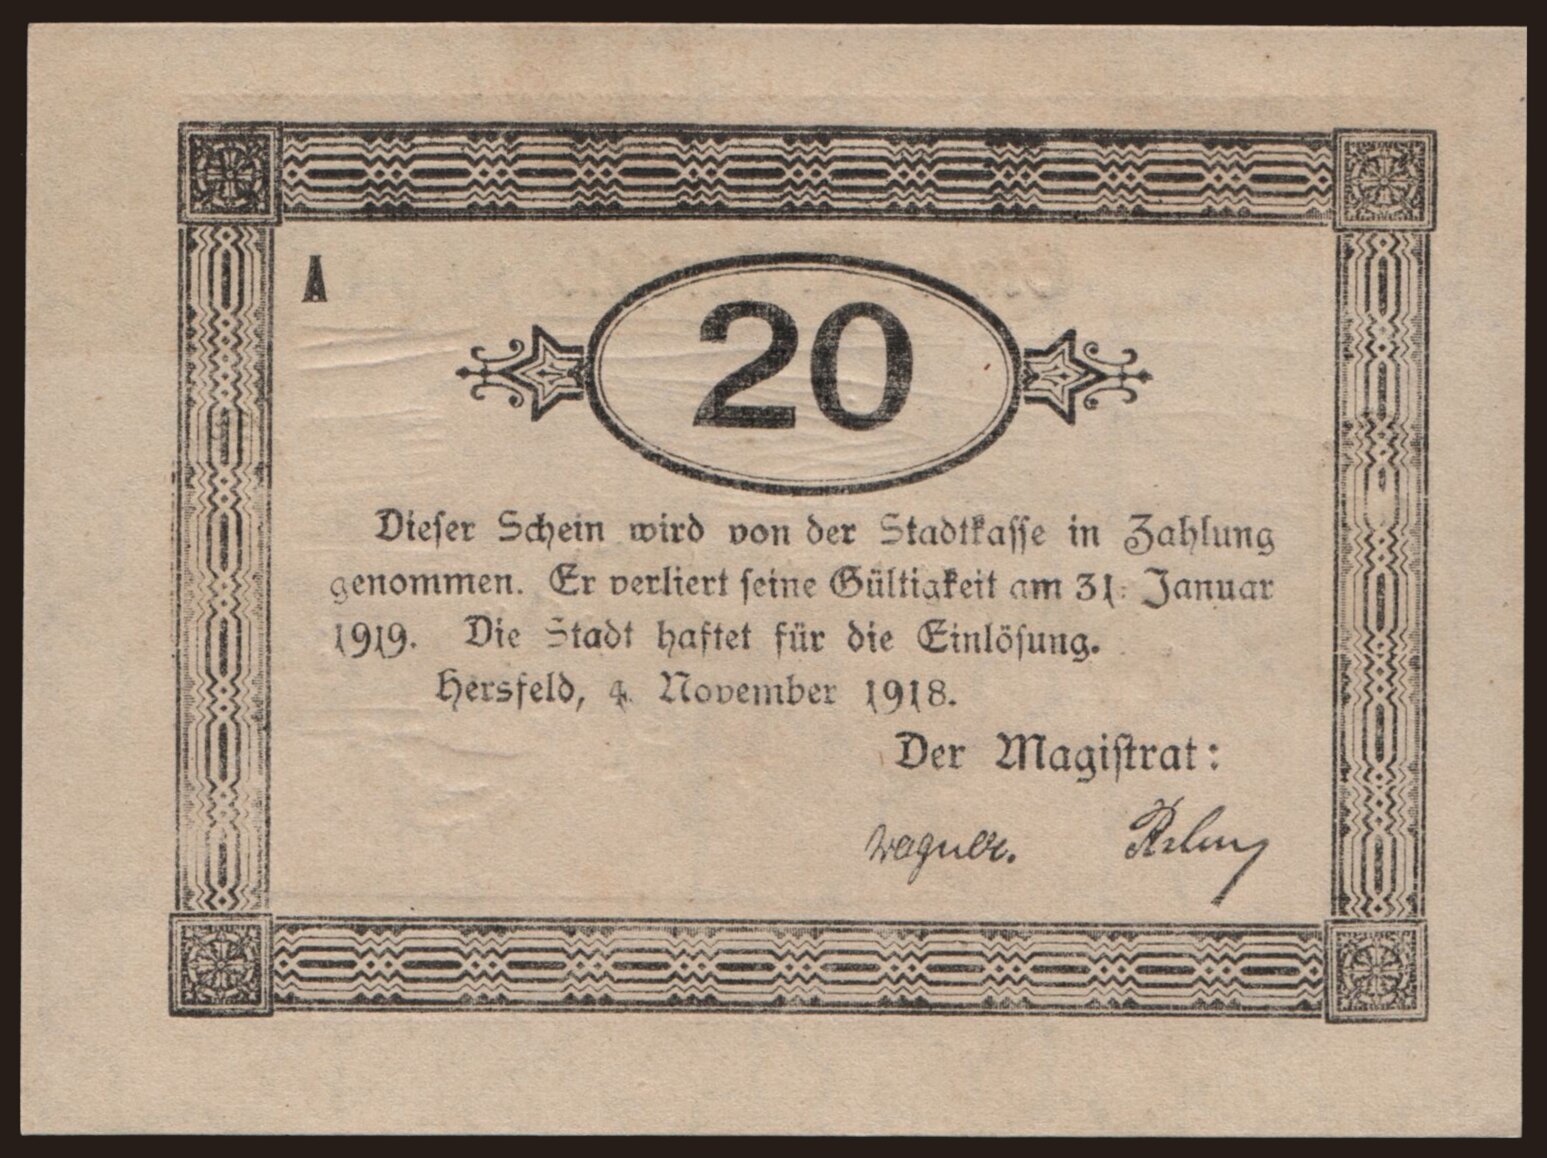 A
20
Dieser Schein wird von der Stadtkasse in Zahlung
genommen. Er verliert seine Gültigkeit am 31. Januar
1919. Die Stadt haftet für die Einlösung.
Hersfeld, 4. November 1918.
Der Magistrat:
Wagner.